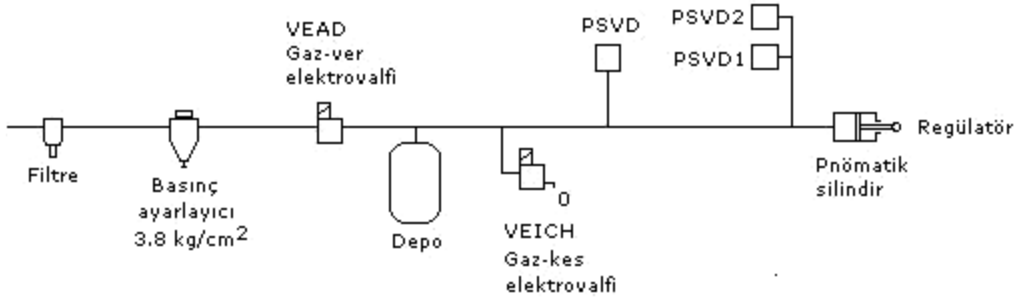 VEAD
Gaz-ver
elektrovalfi
PSVD
PSVD2
PSVD1
Filtre
Basınç
ayarlayıcı
3.8 kg/cm²
Depo
0
VEICH
Gaz-kes
elektrovalfi
Pnömatik
silindir
Regülatör